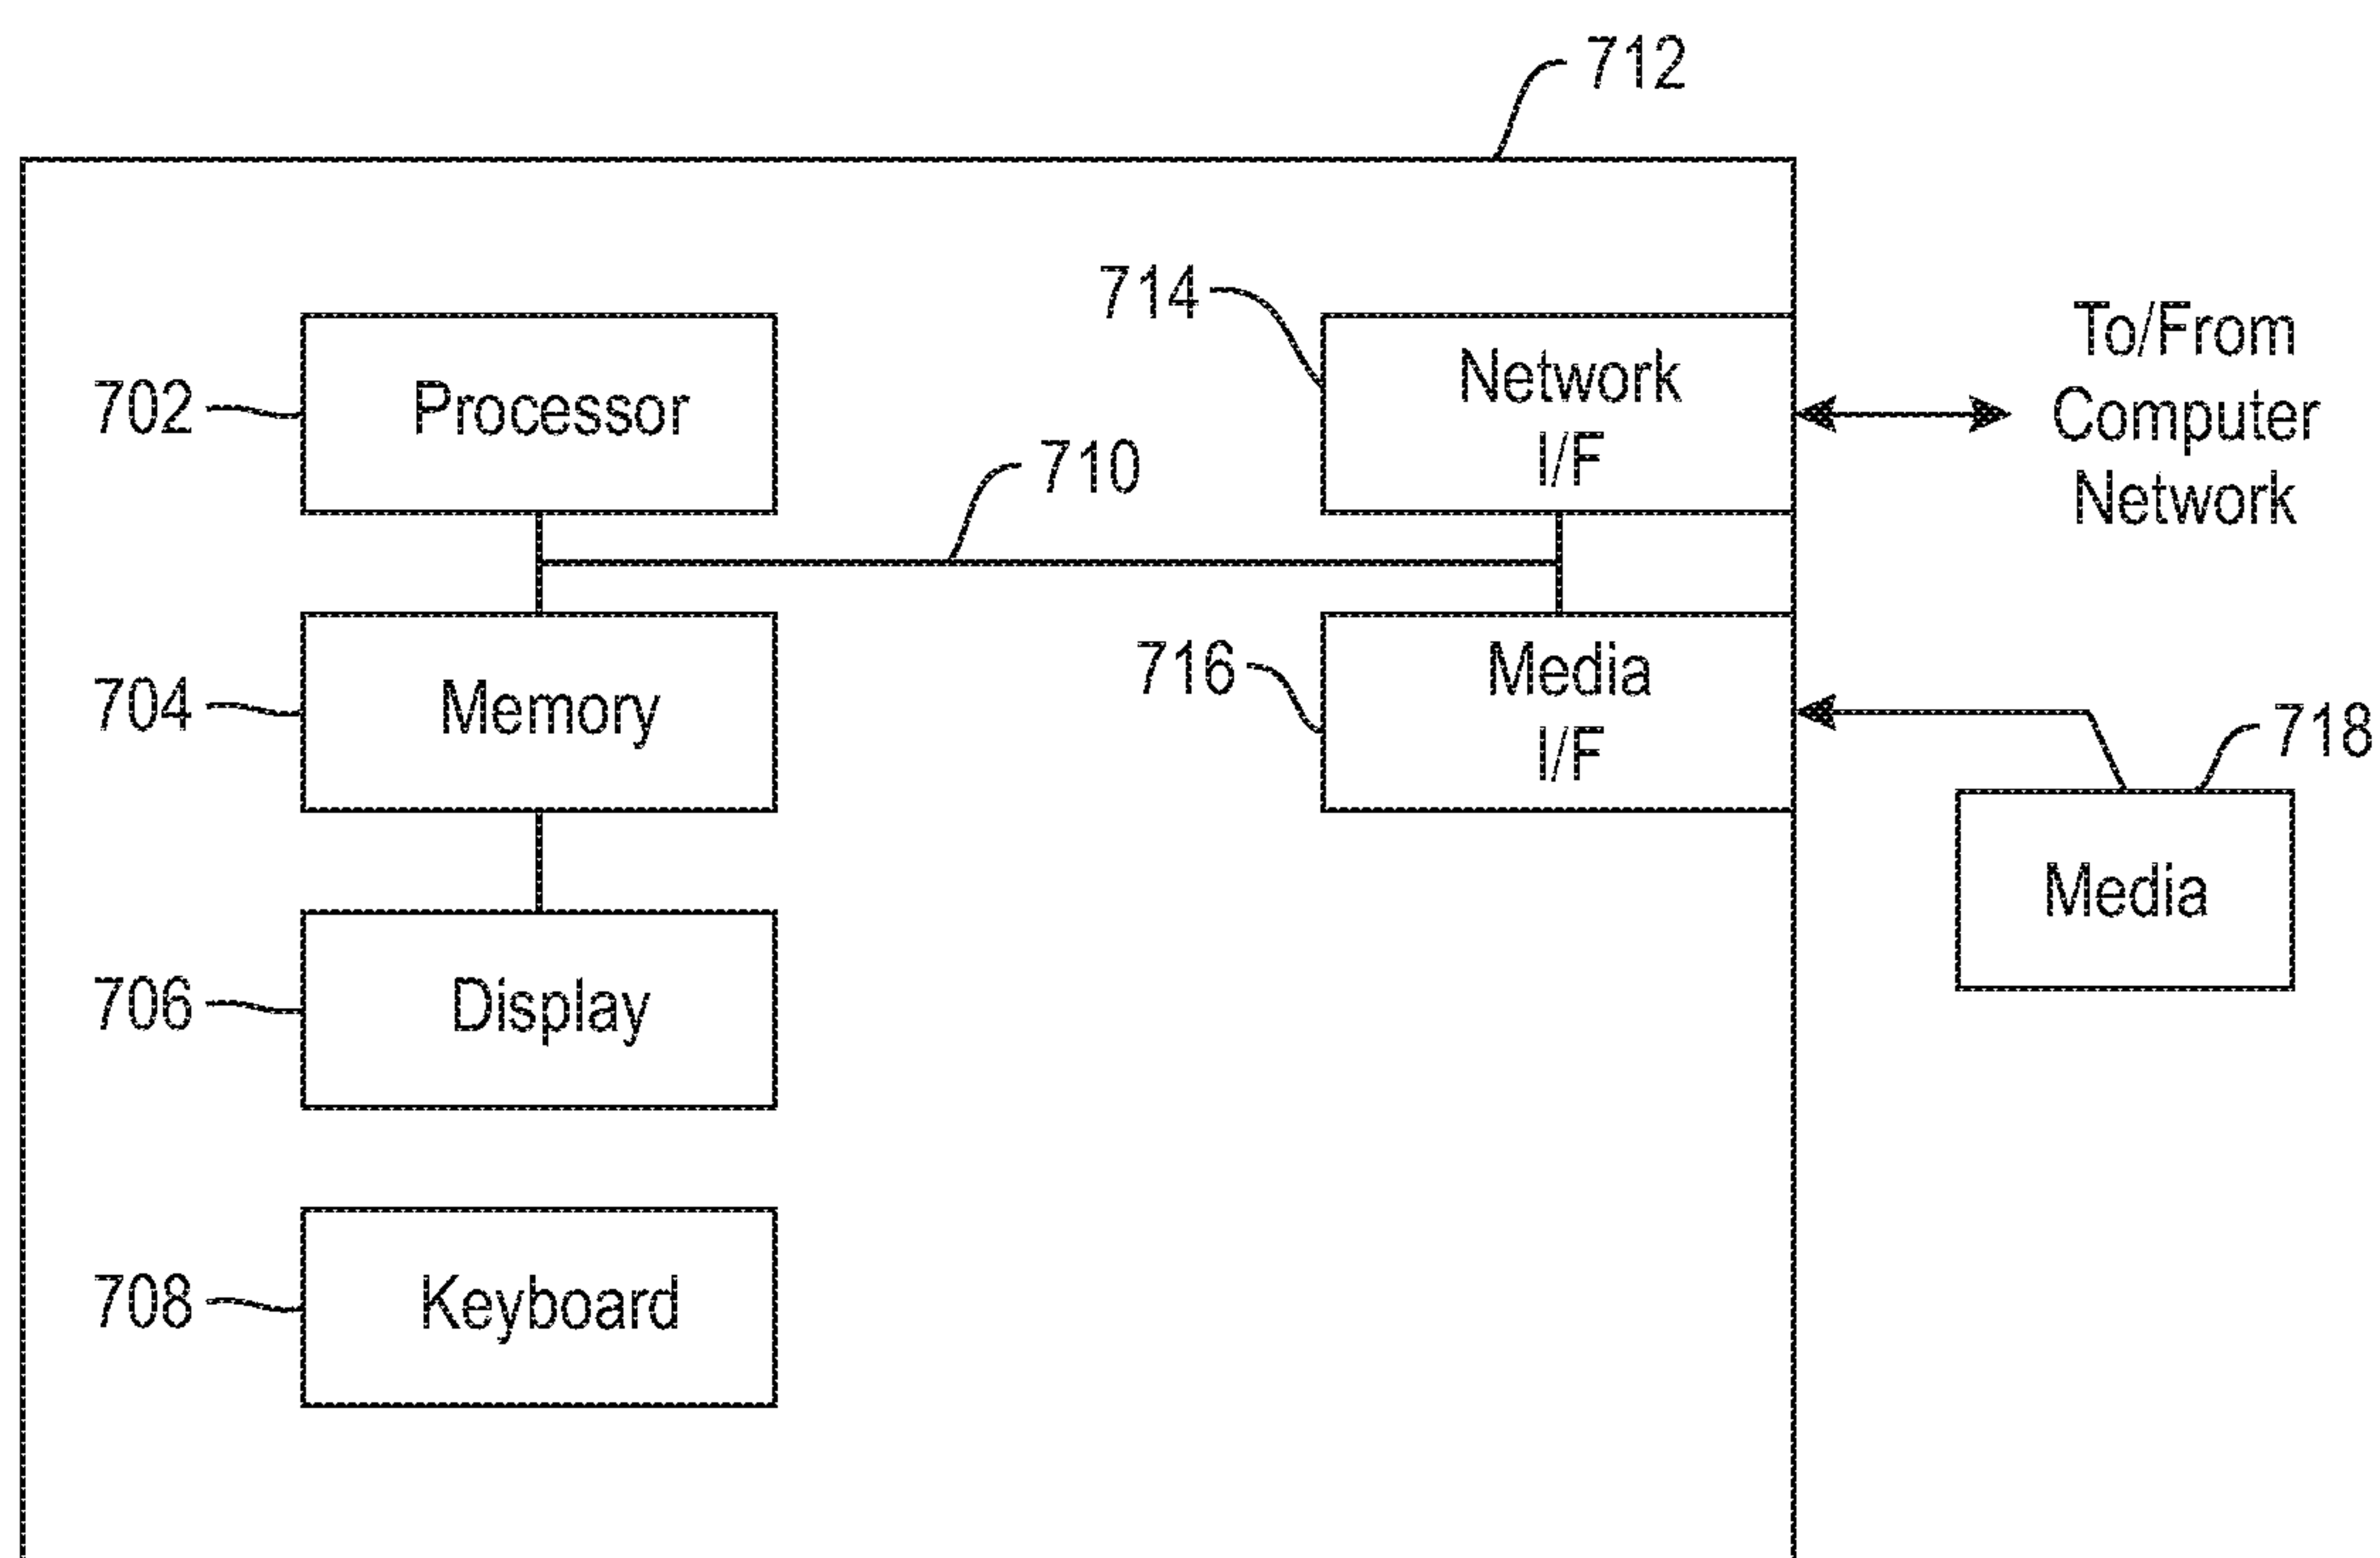 712
714
Network
I/F
To/From
Computer
Network
702
Processor
710
704
Memory
716
Media
I/F
718
Media
706
Display
708
Keyboard